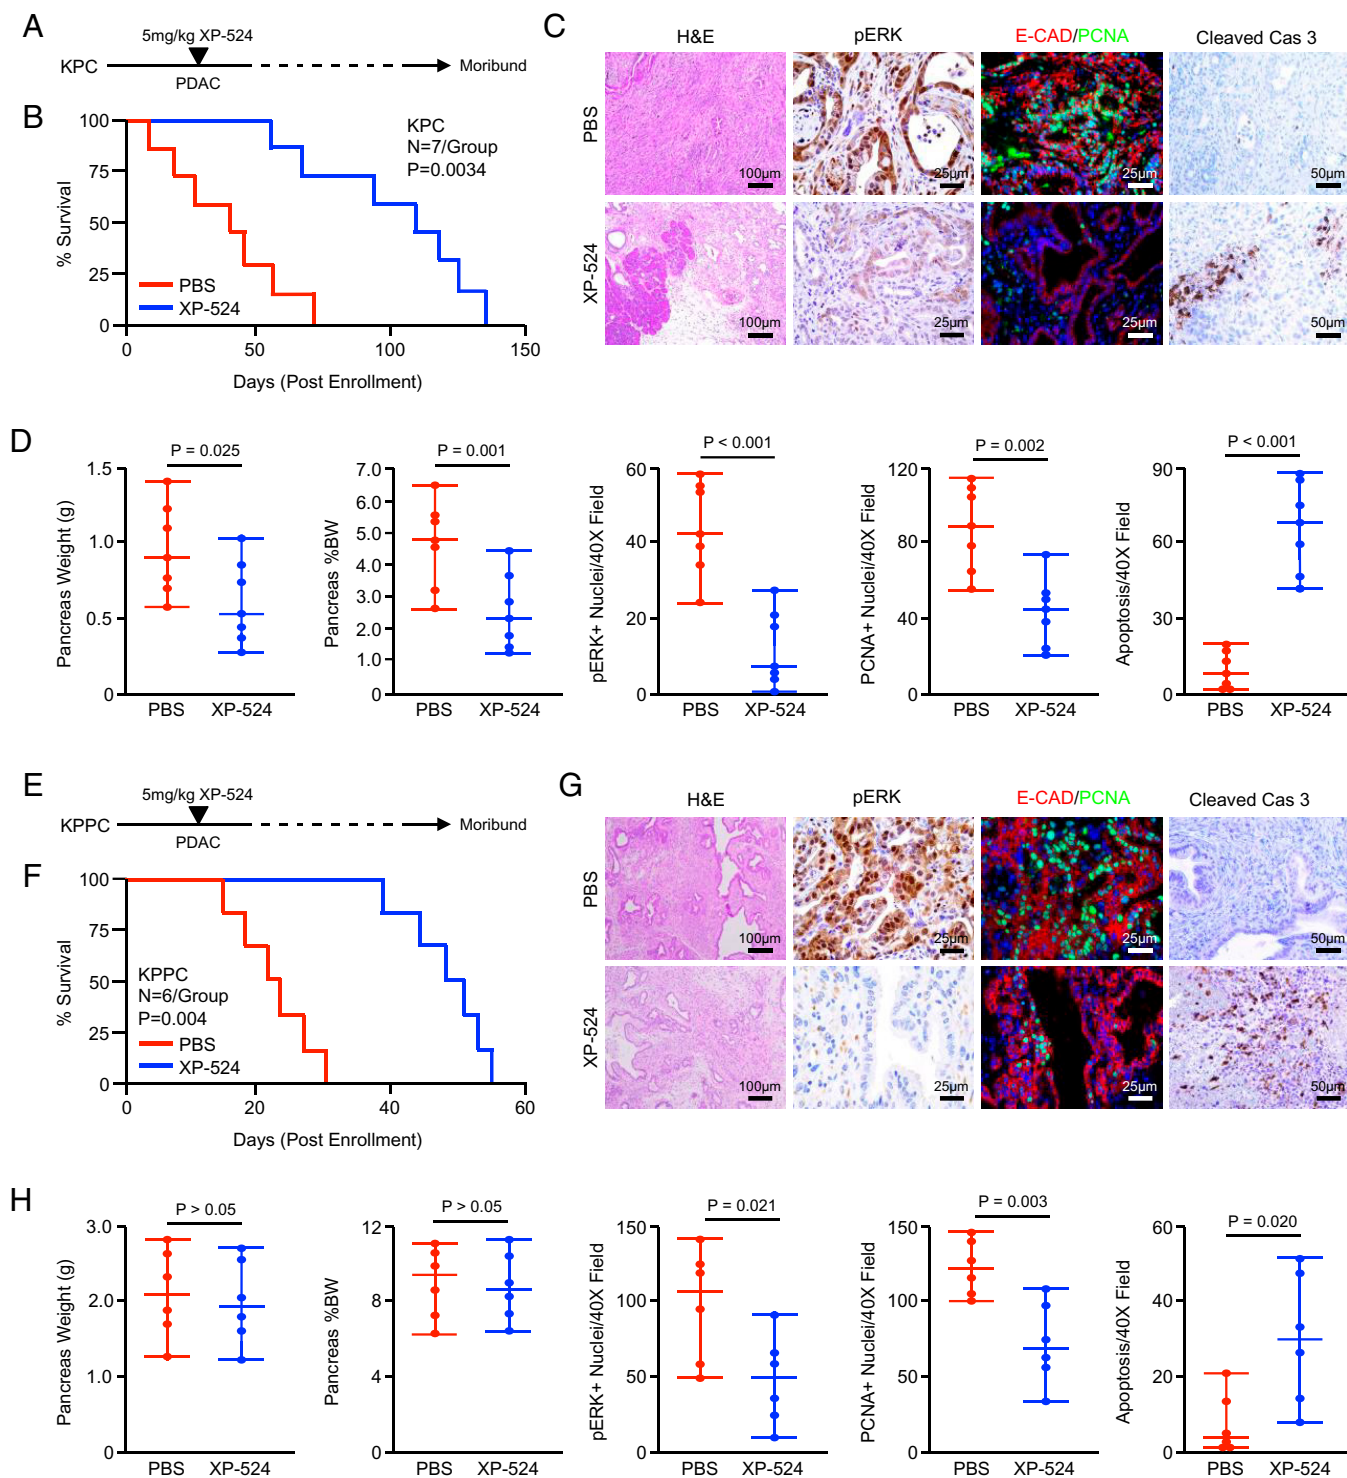 A
5mg/kg XP-524
KPC
PDAC
Moribund
B
100
75
50
25
0
% Survival
KPC
N=7/Group
P=0.0034
PBS
XP-524
0
50
100
150
Days (Post Enrollment)
C
H&E
pERK
E-CAD/PCNA
Cleaved Cas 3
PBS
100μm
25μm
25μm
50μm
XP-524
100μm
25μm
25μm
50μm
D
P = 0.025
Pancreas Weight (g)
1.5
1.0
0.5
0
PBS XP-524
P = 0.001
Pancreas %BW
7.0
6.0
5.0
4.0
3.0
2.0
1.0
0
PBS XP-524
P < 0.001
pERK+ Nuclei/40X Field
60
40
20
0
PBS XP-524
P = 0.002
PCNA+ Nuclei/40X Field
120
80
40
0
PBS XP-524
P < 0.001
Apoptosis/40X Field
90
60
30
0
PBS XP-524
E
5mg/kg XP-524
KPPC
PDAC
Moribund
F
100
75
50
25
0
% Survival
KPPC
N=6/Group
P=0.004
PBS
XP-524
0
20
40
60
Days (Post Enrollment)
G
H&E
pERK
E-CAD/PCNA
Cleaved Cas 3
PBS
100μm
25μm
25μm
50μm
XP-524
100μm
25μm
25μm
50μm
H
P > 0.05
Pancreas Weight (g)
3.0
2.0
1.0
0
PBS XP-524
P > 0.05
Pancreas %BW
12
8
4
0
PBS XP-524
P = 0.021
pERK+ Nuclei/40X Field
150
100
50
0
PBS XP-524
P = 0.003
PCNA+ Nuclei/40X Field
150
100
50
0
PBS XP-524
P = 0.020
Apoptosis/40X Field
60
40
20
0
PBS XP-524